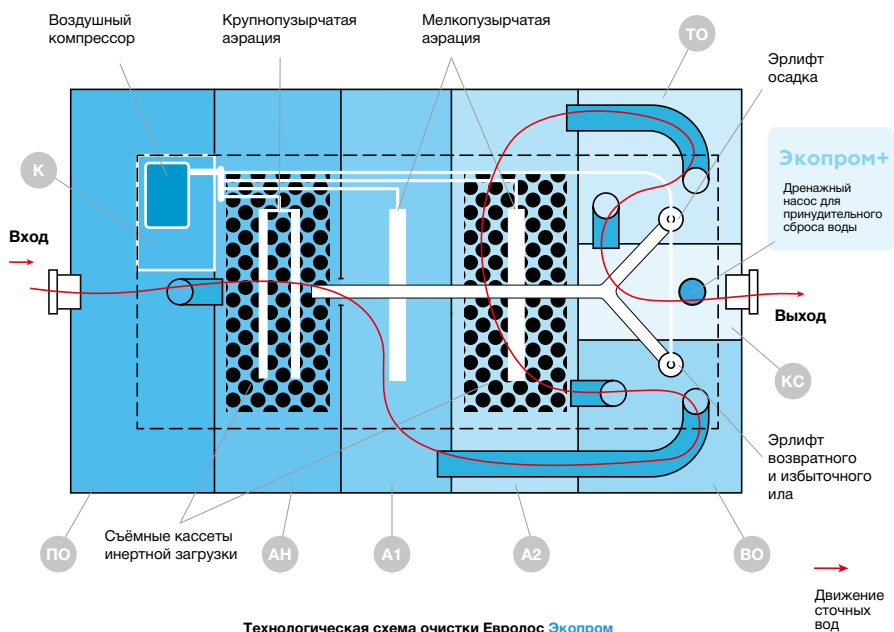 Воздушный
компрессор
Крупнопузырчатая
аэрация
Мелкопузырчатая
аэрация
ТО
Эрлифт
осадка
Экопром+
Дренажный
насос для
принудительного
сброса воды
К
Вход
Выход
КС
Эрлифт
возвратного
и избыточного
ила
ПО
Съёмные кассеты
инертной загрузки
АН
А1
А2
ВО
Движение
сточных
вод
Технологическая схема очистки Евролос Экопром